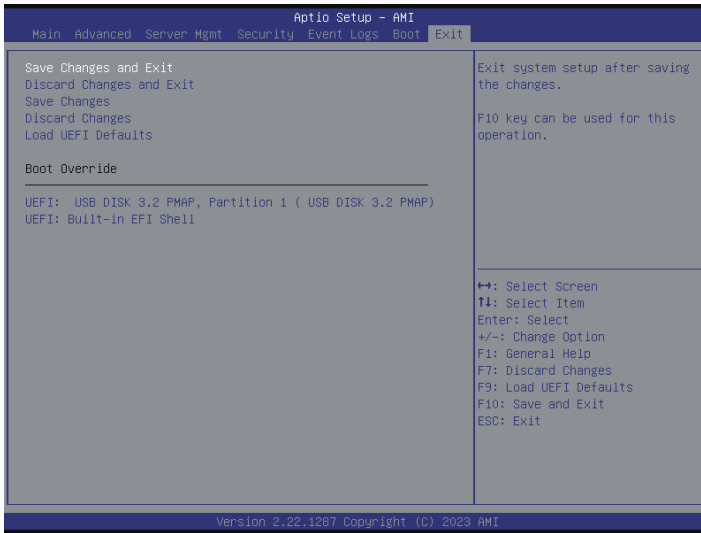 Aptio Setup - AMI
Main Advanced Server Mgmt Security Event Logs Boot Exit
Save Changes and Exit
Discard Changes and Exit
Save Changes
Discard Changes
Load UEFI Defaults
Boot Override
UEFI: USB DISK 3.2 PMAP, Partition 1 ( USB DISK 3.2 PMAP)
UEFI: Built-in EFI Shell
Exit system setup after saving
the changes.
F10 key can be used for this
operation.
↔: Select Screen
↑↓: Select Item
Enter: Select
+/-: Change Option
F1: General Help
F7: Discard Changes
F9: Load UEFI Defaults
F10: Save and Exit
ESC: Exit
Version 2.22.1287 Copyright (C) 2023 AMI